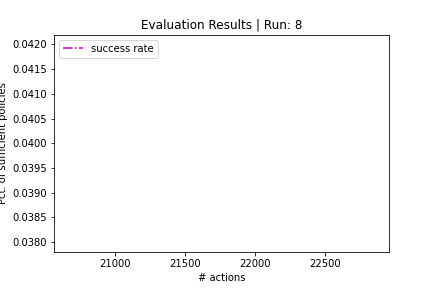 Evaluation Results | Run: 8
success rate
Pct. of sufficient policies
0.0420
0.0415
0.0410
0.0405
0.0400
0.0395
0.0390
0.0385
0.0380
21000 21500 22000 22500
# actions